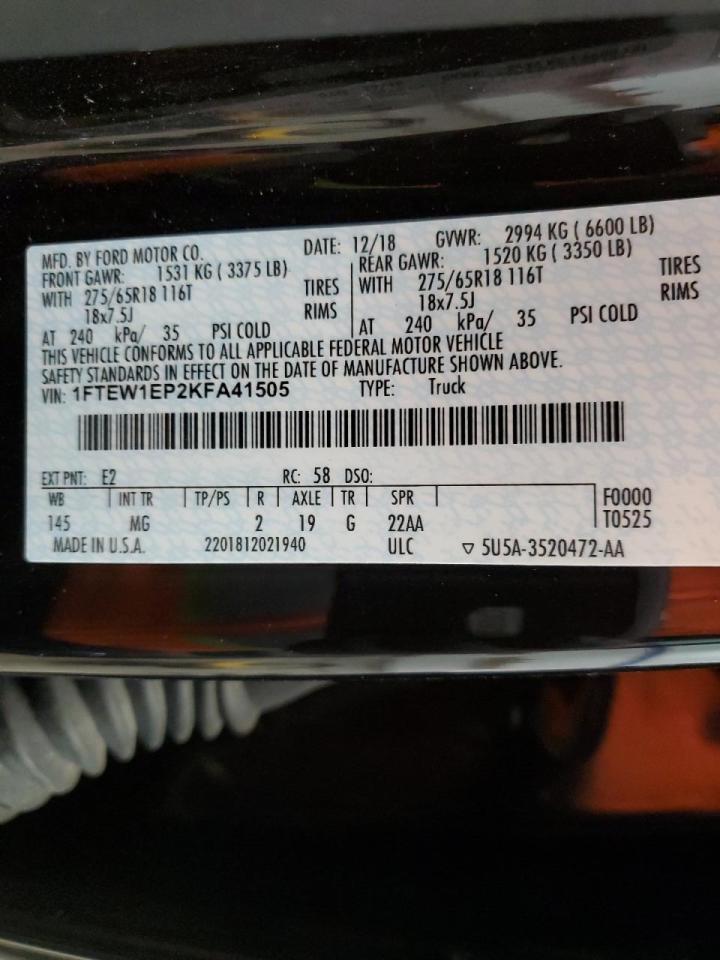 MFD. BY FORD MOTOR CO. DATE: 12/18 GVWR: 2994 KG ( 6600 LB)
FRONT GAWR: 1531 KG ( 3375 LB) REAR GAWR: 1520 KG ( 3350 LB)
WITH 275/65R18 116T TIRES WITH 275/65R18 116T TIRES
18x7.5J RIMS 18x7.5J RIMS
AT 240 kPa/ 35 PSI COLD AT 240 kPa/ 35 PSI COLD
THIS VEHICLE CONFORMS TO ALL APPLICABLE FEDERAL MOTOR VEHICLE
SAFETY STANDARDS IN EFFECT ON THE DATE OF MANUFACTURE SHOWN ABOVE.
VIN: 1FTEW1EP2KFA41505 TYPE: Truck
EXT PNT: E2 RC: 58 DSO:
WB INT TR TP/PS R AXLE TR SPR F0000
145 MG 2 19 G 22AA T0525
MADE IN U.S.A. 2201812021940 ULC ▽ 5U5A-3520472-AA